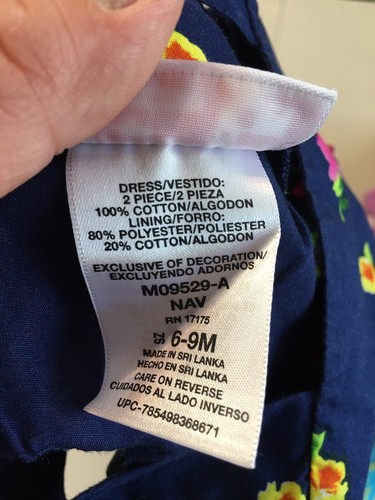 DRESS/VESTIDO:
2 PIECE/2 PIEZA
100% COTTON/ALGODON
LINING/FORRO:
80% POLYESTER/POLIESTER
20% COTTON/ALGODON
EXCLUSIVE OF DECORATION/
EXCLUYENDO ADORNOS
M09529-A
NAV
RN 17175
6-9M
MADE IN SRI LANKA
HECHO EN SRI LANKA
CARE ON REVERSE
CUIDADOS AL LADO INVERSO
UPC-785498368671